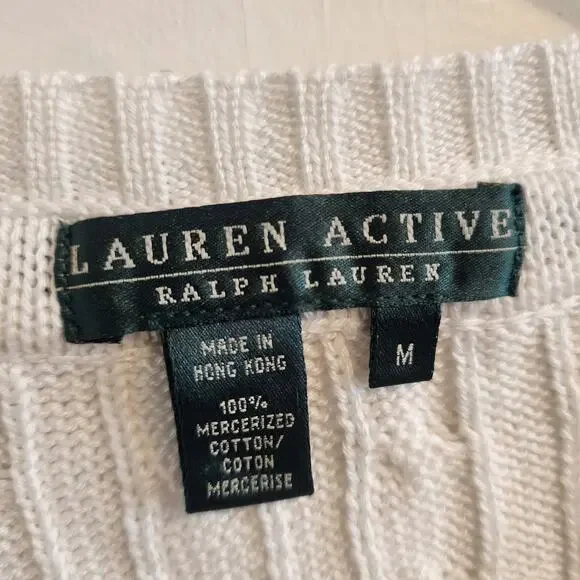 LAUREN ACTIVE
RALPH LAUREN
MADE IN
HONG KONG
100%
MERCERIZED
COTTON/
COTON
MERCERISE
M